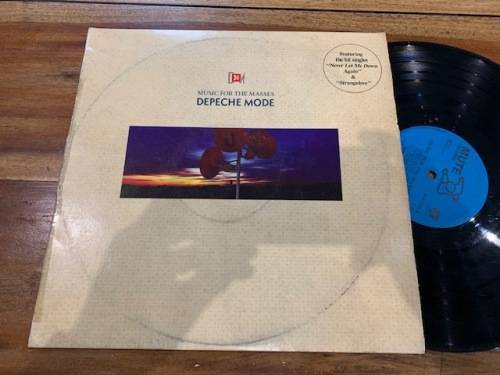 Featuring
the hit singles
"Never Let Me Down
Again"
&
"Strangelove"
MUSIC FOR THE MASSES
DEPECHE MODE
MUTE